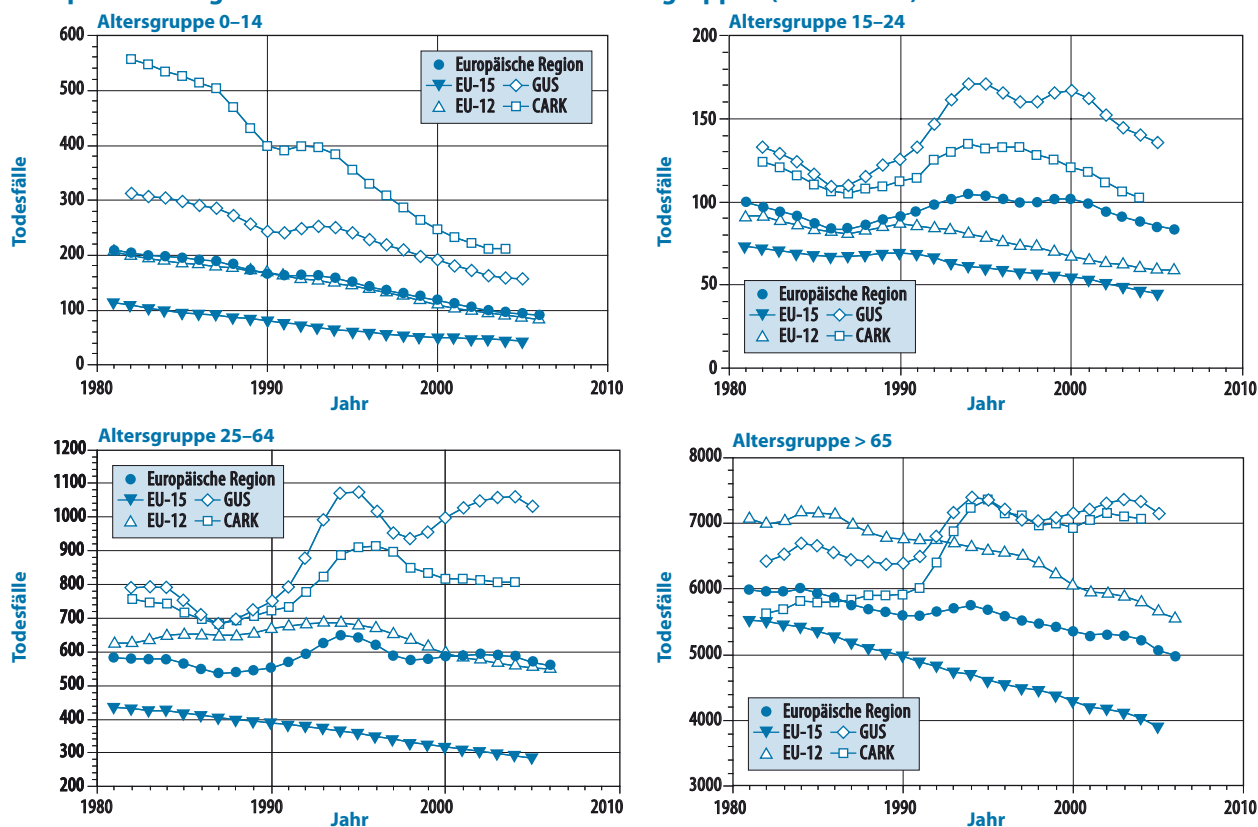 Altersgruppe 0–14
600
500
400
300
200
100
0
Todesfälle
Europäische Region
EU-15 GUS
EU-12 CARK
1980 1990 2000 2010
Jahr
Altersgruppe 15–24
200
150
100
50
0
Todesfälle
Europäische Region
EU-15 GUS
EU-12 CARK
1980 1990 2000 2010
Jahr
Altersgruppe 25–64
1200
1100
1000
900
800
700
600
500
400
300
200
Todesfälle
Europäische Region
EU-15 GUS
EU-12 CARK
1980 1990 2000 2010
Jahr
Altersgruppe > 65
8000
7000
6000
5000
4000
3000
Todesfälle
Europäische Region
EU-15 GUS
EU-12 CARK
1980 1990 2000 2010
Jahr